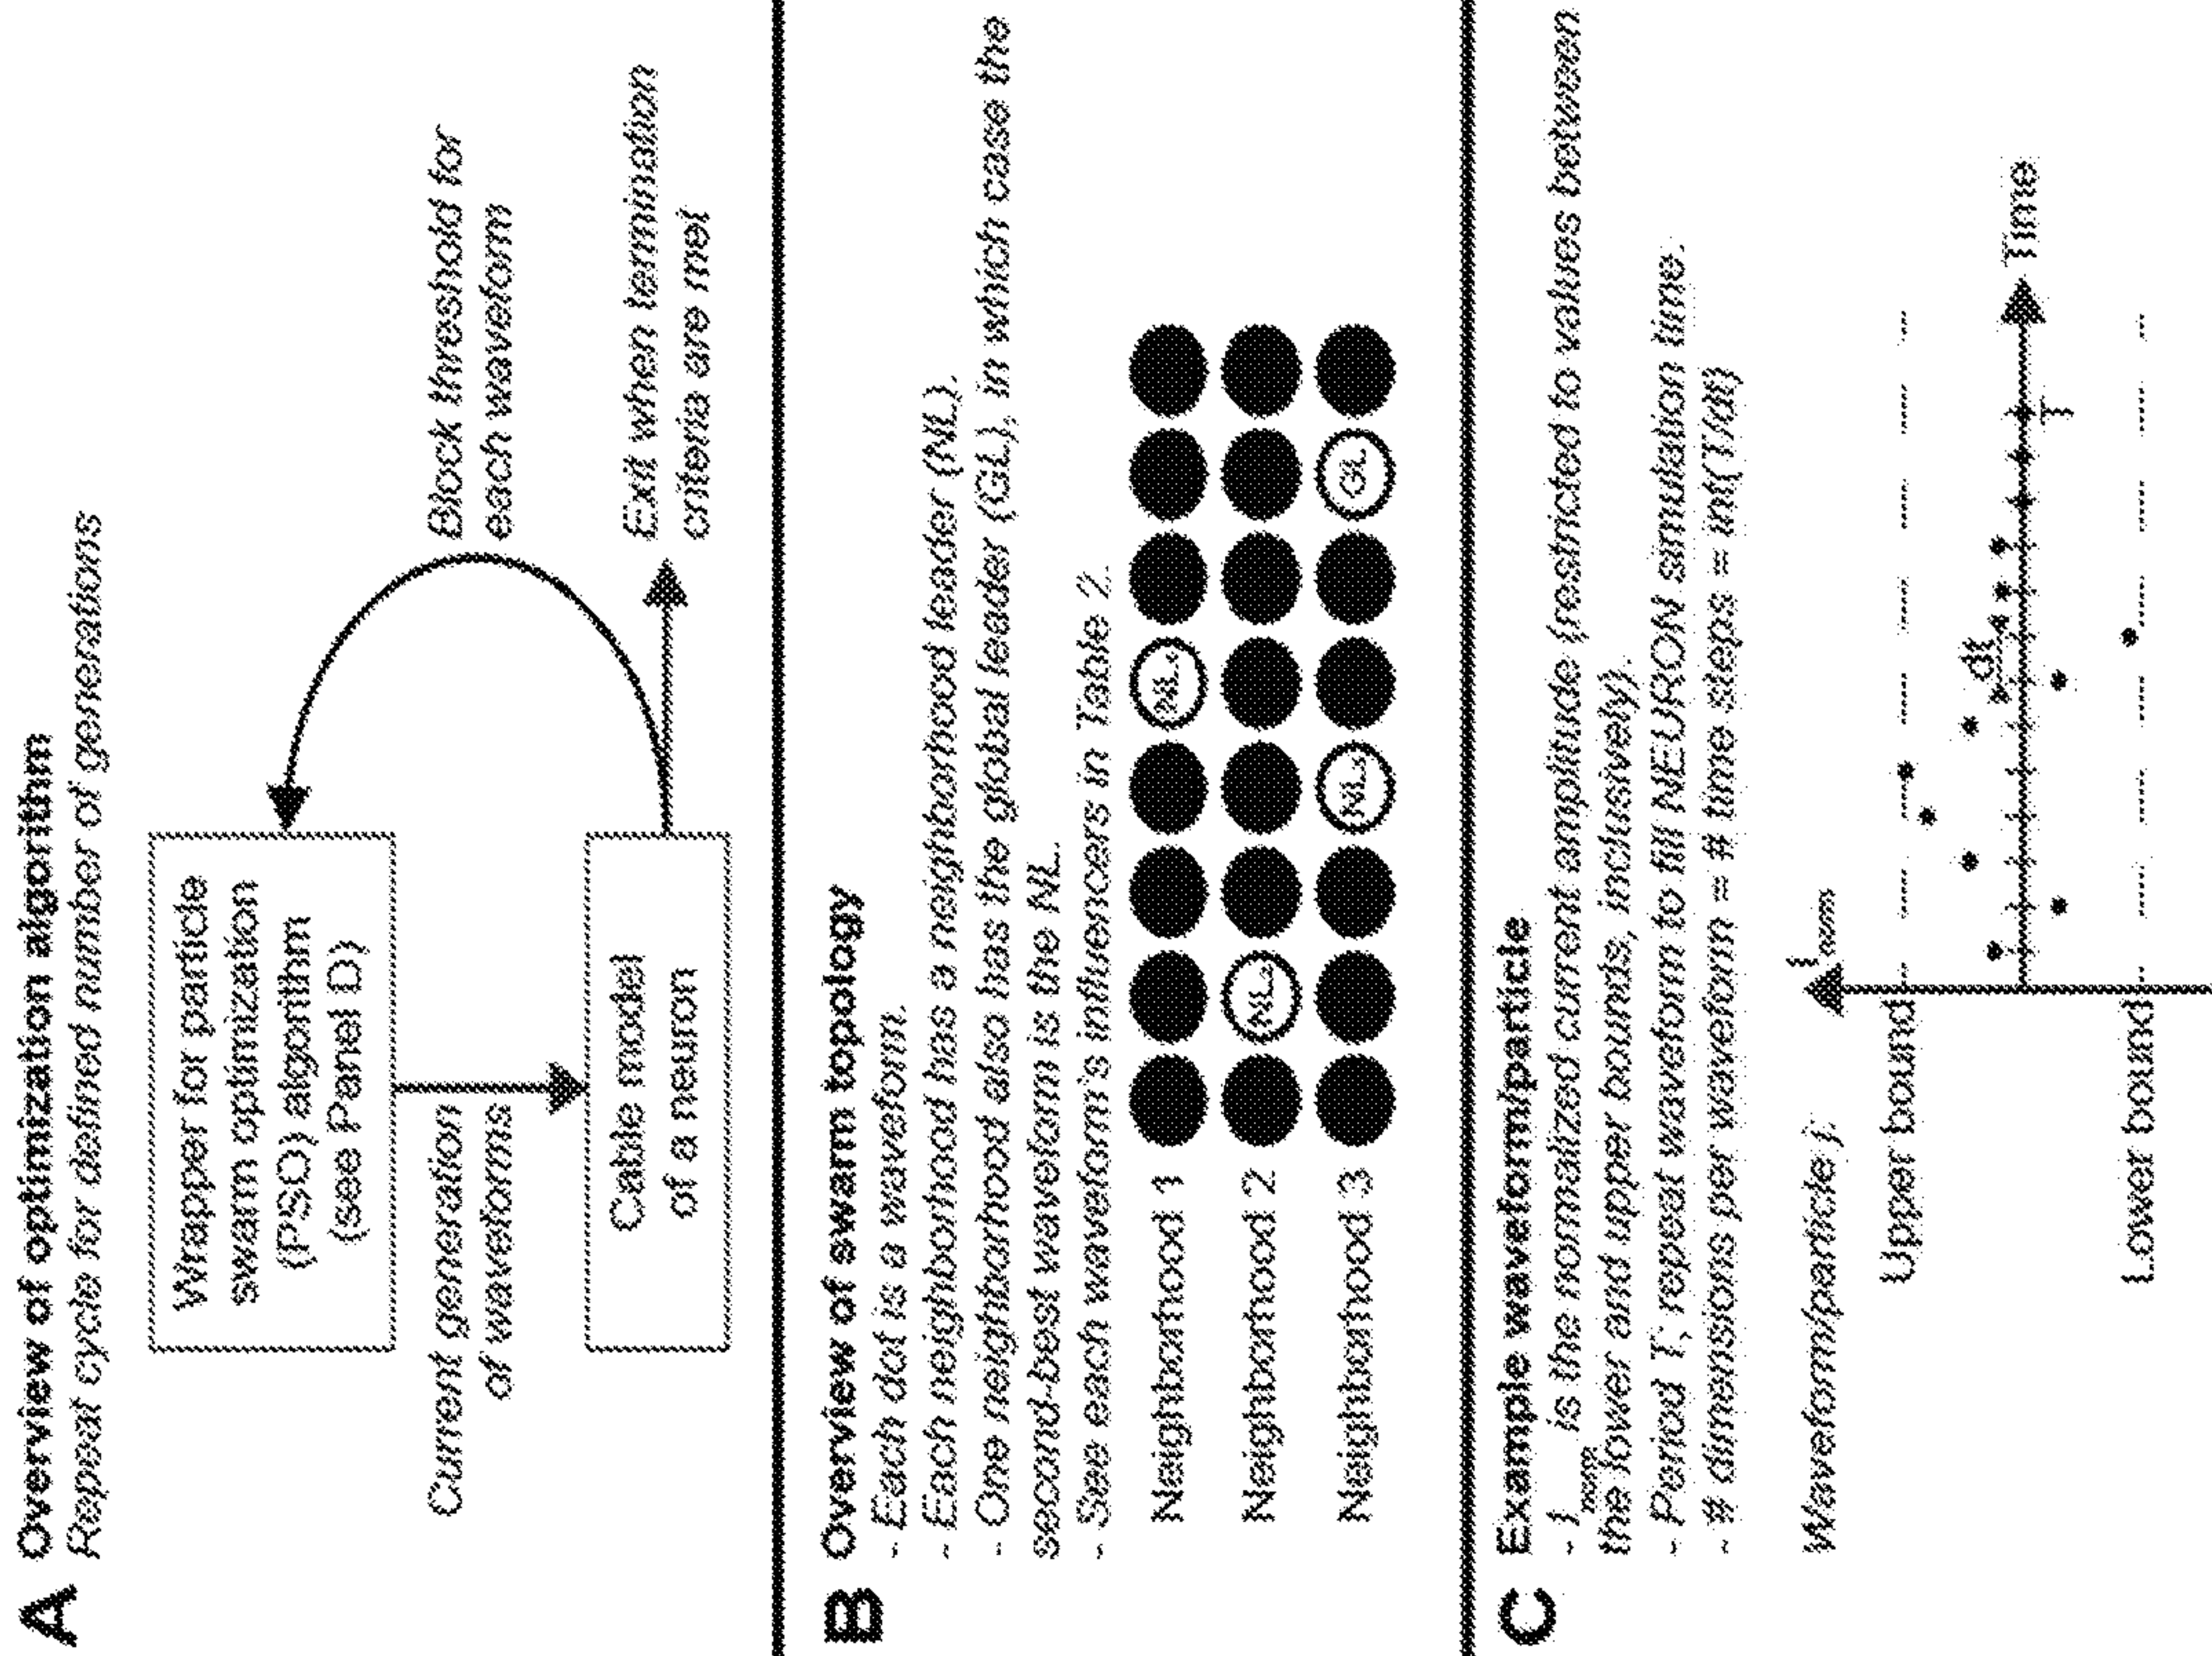 A Overview of optimization algorithm
Repeat cycle for defined number of generations
Wrapper for particle
swarm optimization
(PSO) algorithm
(see Panel D)
Current generation
of waveforms
Block threshold for
each waveform
Cable model
of a neuron
Exit when termination
criteria are met
B Overview of swarm topology
- Each dot is a waveform.
- Each neighborhood has a neighborhood leader (NL).
- One neighborhood also has the global leader (GL), in which case the
second-best waveform is the NL.
- See each waveform's influencers in Table 2.
Neighborhood 1
NL₁
Neighborhood 2
NL₂
Neighborhood 3
NL₃
GL
C Example waveform/particle
- I_norm is the normalized current amplitude (restricted to values between
the lower and upper bounds, inclusively).
- Period T; repeat waveform to fill NEURON simulation time.
- # dimensions per waveform = # time steps = int(T/dt)
Waveform/particle j:
I_norm
Upper bound
dt
Time
T
Lower bound